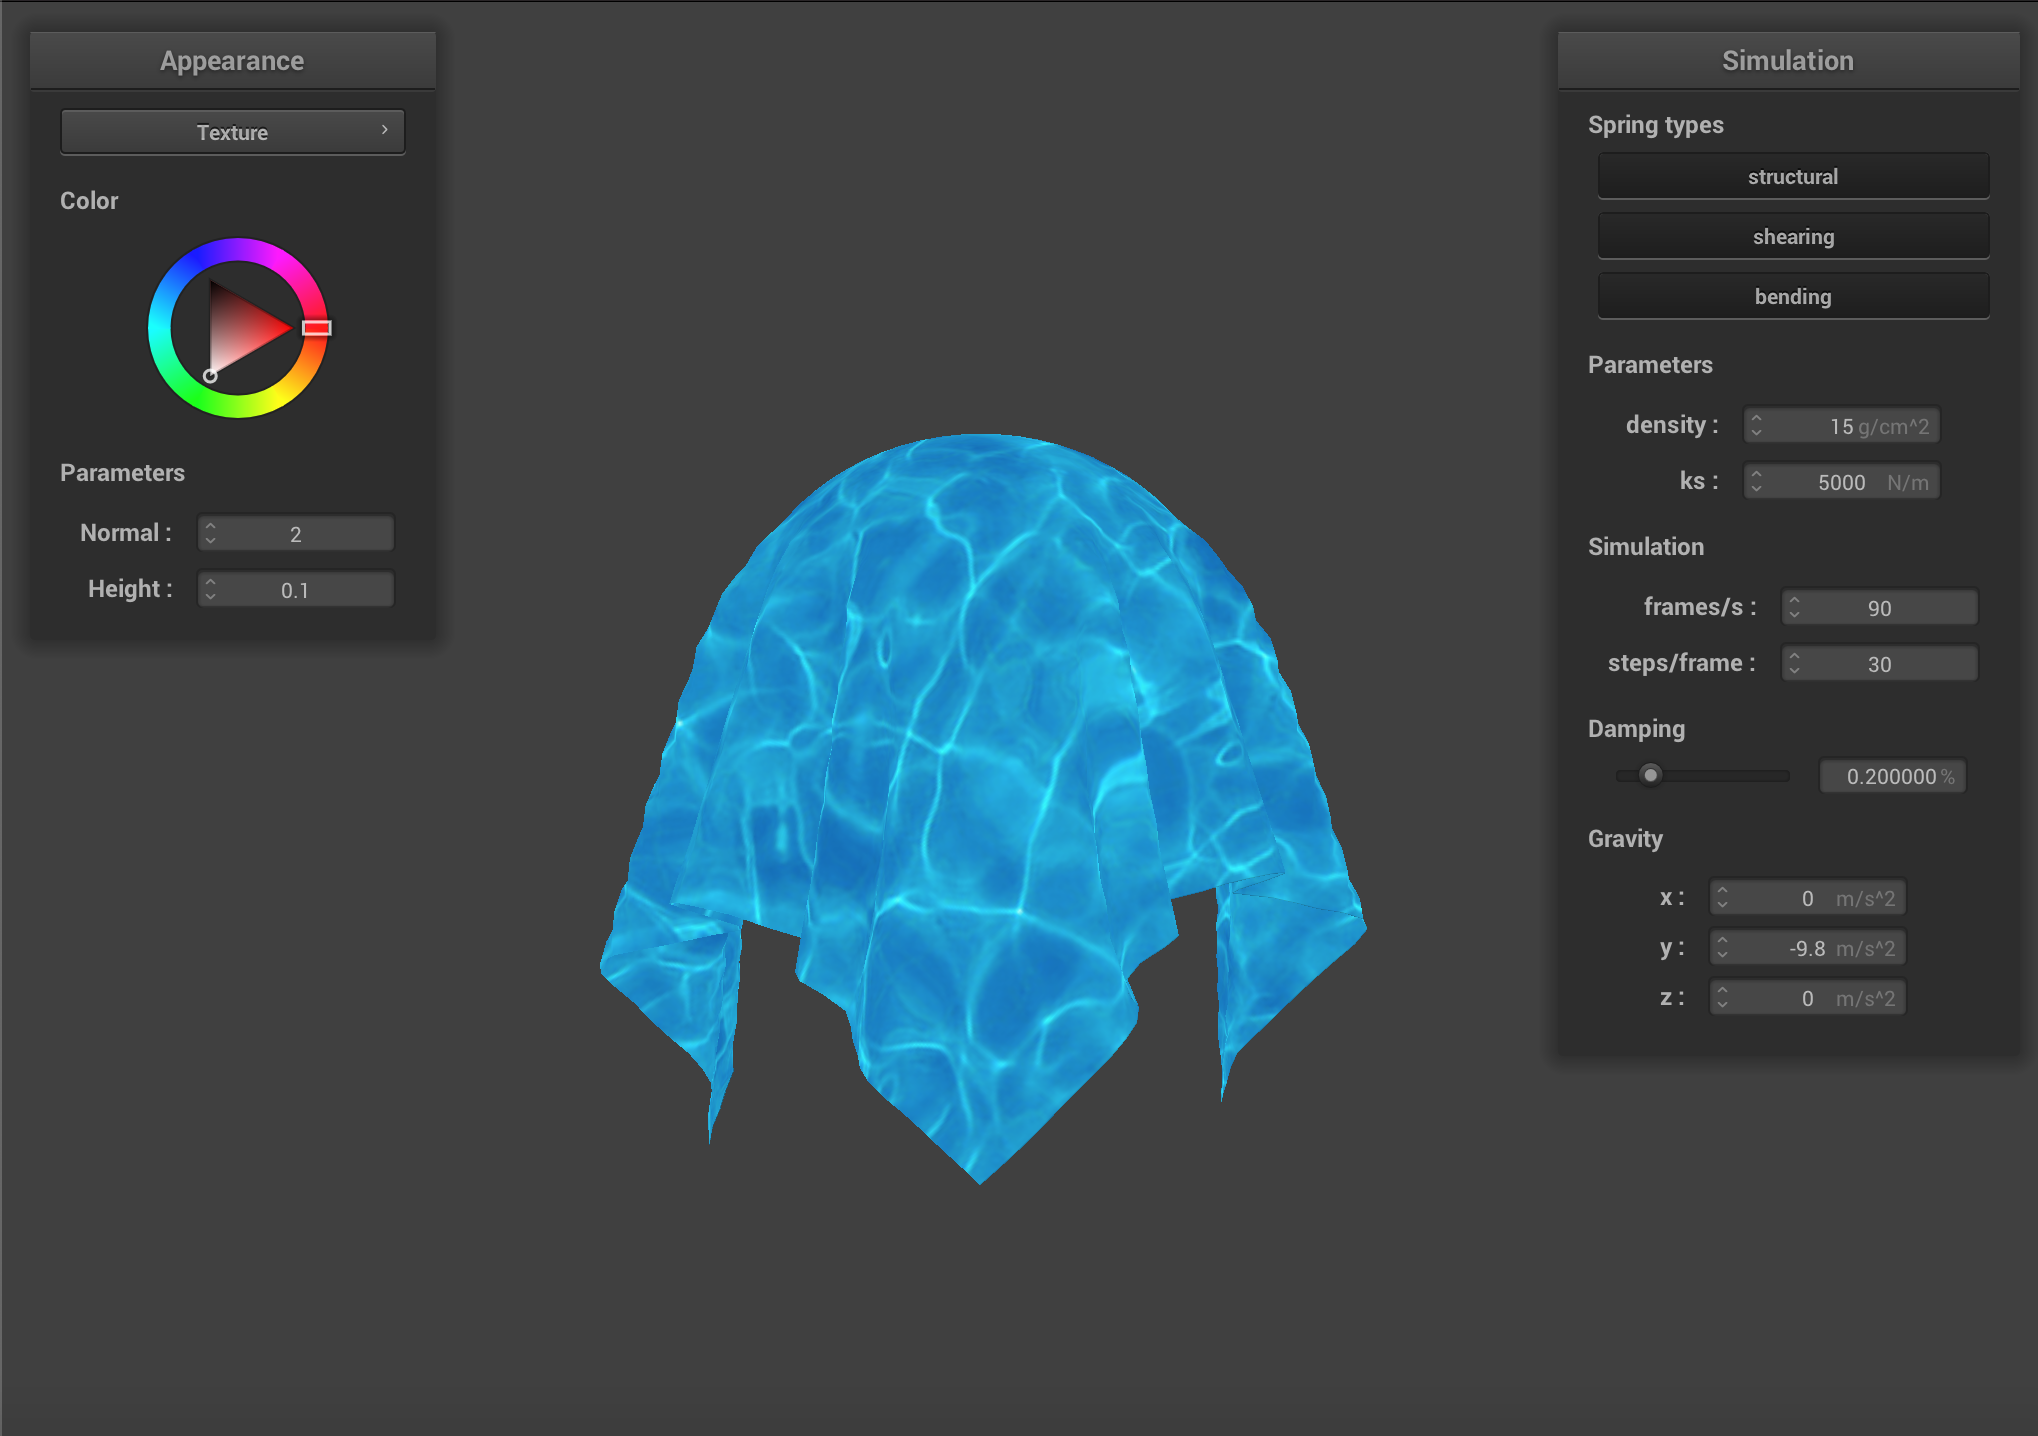 Appearance
Texture
Color
Parameters
Normal : 2
Height : 0.1
Simulation
Spring types
structural
shearing
bending
Parameters
density : 15 g/cm^2
ks : 5000 N/m
Simulation
frames/s : 90
steps/frame : 30
Damping
0.200000 %
Gravity
x : 0 m/s^2
y : -9.8 m/s^2
z : 0 m/s^2